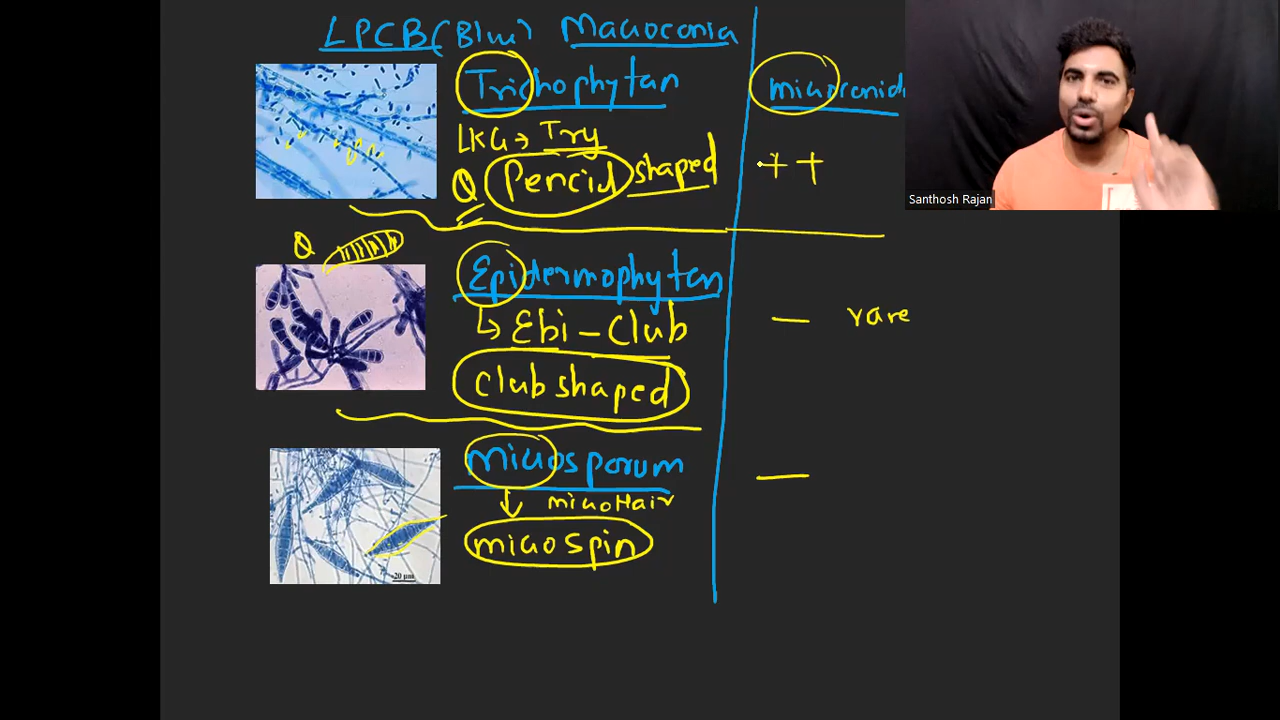 LPCB (Blue) Macroconia
Trichophyton microconidi
LKG → Try
Q Pencil shaped ++
Santhosh Rajan
Q
Epidermophyton
↳ Ebi - Club — rare
Club shaped
Microsporum —
↓ microHair
microspin
20 µm